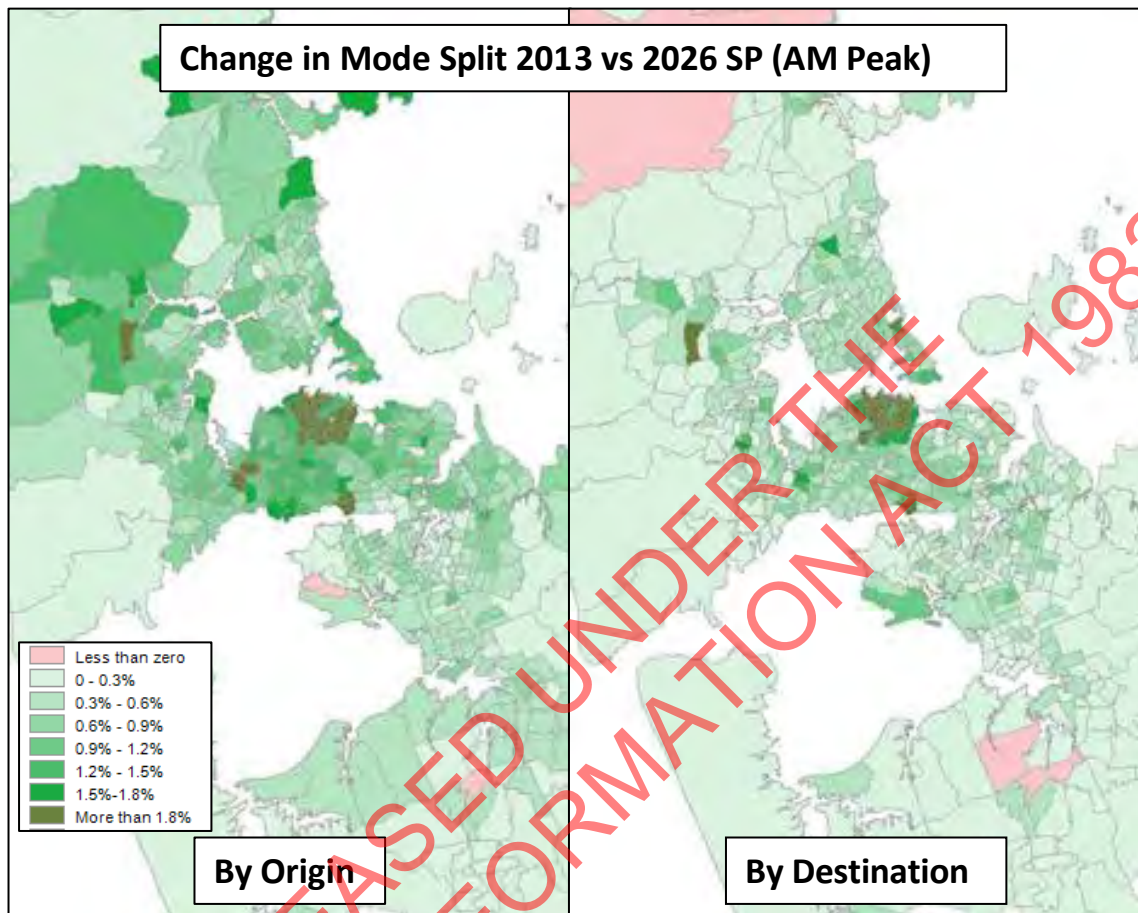 Change in Mode Split 2013 vs 2026 SP (AM Peak)
Less than zero
0 - 0.3%
0.3% - 0.6%
0.6% - 0.9%
0.9% - 1.2%
1.2% - 1.5%
1.5%-1.8%
More than 1.8%
By Origin
By Destination
EASED UNDER THE
FORMATION ACT 198